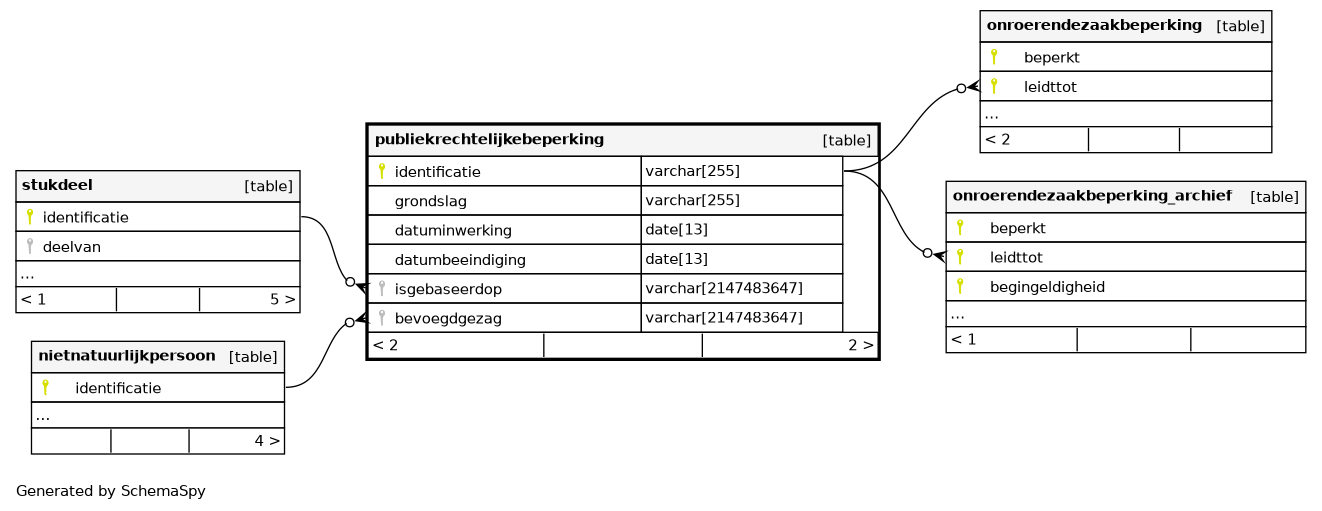 onroerendezaakbeperking [table]
beperkt
leidttot
...
< 2
publiekrechtelijkebeperking [table]
identificatie varchar[255]
grondslag varchar[255]
datuminwerking date[13]
datumbeeindiging date[13]
isgebaseerdop varchar[2147483647]
bevoegdgezag varchar[2147483647]
< 2 2 >
stukdeel [table]
identificatie
deelvan
...
< 1 5 >
onroerendezaakbeperking_archief [table]
beperkt
leidttot
begingeldigheid
...
< 1
nietnatuurlijkpersoon [table]
identificatie
...
4 >
Generated by SchemaSpy